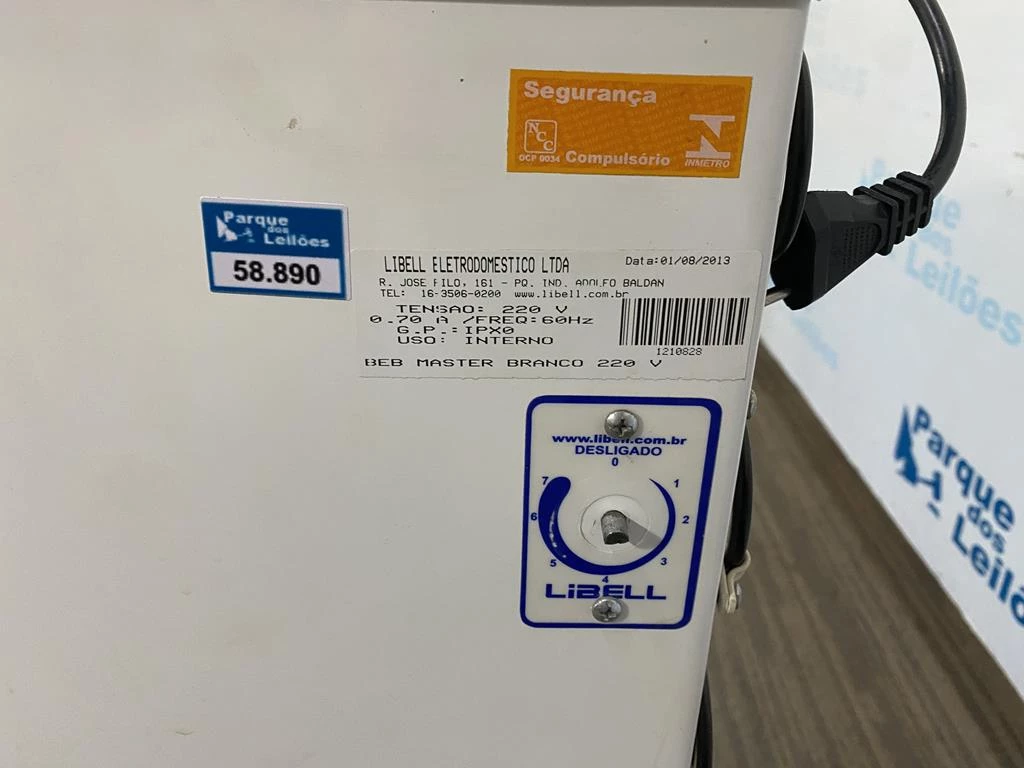 Segurança
NCC
OCP 0034 Compulsório
INMETRO
Parque
dos
Leilões
58.890
LIBELL ELETRODOMESTICO LTDA Data:01/08/2013
R. JOSE FILO, 161 - PQ. IND. ADOLFO BALDAN
TEL: 16-3506-0200 www.libell.com.br
TENSAO: 220 V
0.70 A /FREQ:60Hz
G.P.:IPX0
USO: INTERNO
1210828
BEB MASTER BRANCO 220 V
www.libell.com.br
DESLIGADO
0
7 1
6 2
5 3
4
LiBELL
Parque
dos
Leilões
Parque
dos
Leilões